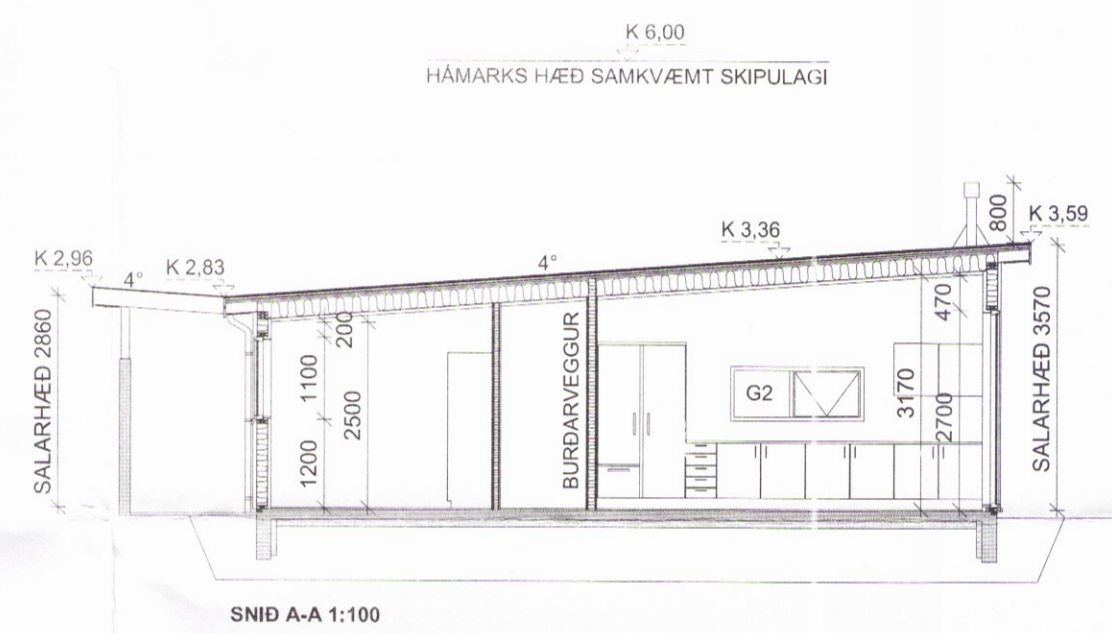 K 6,00
HÁMARKS HÆÐ SAMKVÆMT SKIPULAGI
800
K 3,59
K 3,36
K 2,96
4°
K 2,83
4°
SALARHÆÐ 2860
200
1100
2500
1200
BURÐARVEGGUR
G2
470
3170
2700
SALARHÆÐ 3570
SNIÐ A-A 1:100